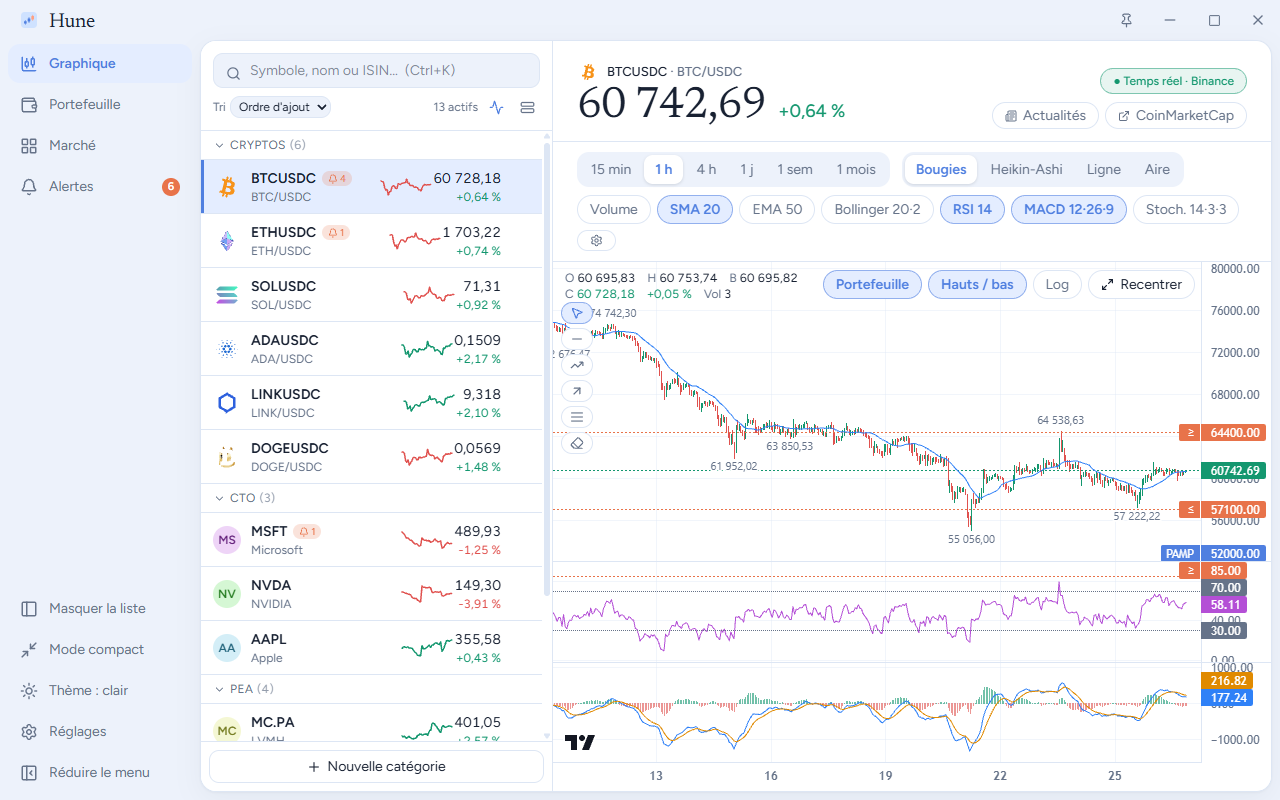 Hune
Graphique
Portefeuille
Marché
Alertes
6
Masquer la liste
Mode compact
Thème : clair
Réglages
Réduire le menu
Symbole, nom ou ISIN… (Ctrl+K)
Tri Ordre d'ajout 13 actifs
CRYPTOS (6)
BTCUSDC 4 60 728,18
BTC/USDC +0,64 %
ETHUSDC 1 1 703,22
ETH/USDC +0,74 %
SOLUSDC 71,31
SOL/USDC +0,92 %
ADAUSDC 0,1509
ADA/USDC +2,17 %
LINKUSDC 9,318
LINK/USDC +2,10 %
DOGEUSDC 0,0569
DOGE/USDC +1,48 %
CTO (3)
MS MSFT 1 489,93
Microsoft -1,25 %
NV NVDA 149,30
NVIDIA -3,91 %
AA AAPL 355,58
Apple +0,43 %
PEA (4)
MC MC.PA 401,05
LVMH +2,57 %
+ Nouvelle catégorie
BTCUSDC · BTC/USDC
60 742,69 +0,64 %
● Temps réel · Binance
Actualités CoinMarketCap
15 min 1 h 4 h 1 j 1 sem 1 mois Bougies Heikin-Ashi Ligne Aire
Volume SMA 20 EMA 50 Bollinger 20·2 RSI 14 MACD 12·26·9 Stoch. 14·3·3
O 60 695,83 H 60 753,74 B 60 695,82
C 60 728,18 +0,05 % Vol 3
Portefeuille Hauts / bas Log Recentrer
74 742,30
2 676,47
63 850,53
61 952,02
64 538,63
57 222,22
55 056,00
80000.00
76000.00
72000.00
68000.00
≥ 64400.00
60742.69
60000.00
≤ 57100.00
56000.00
PAMP 52000.00
≥ 85.00
70.00
58.11
40.00
30.00
0.00
1000.00
216.82
177.24
−1000.00
13 16 19 22 25